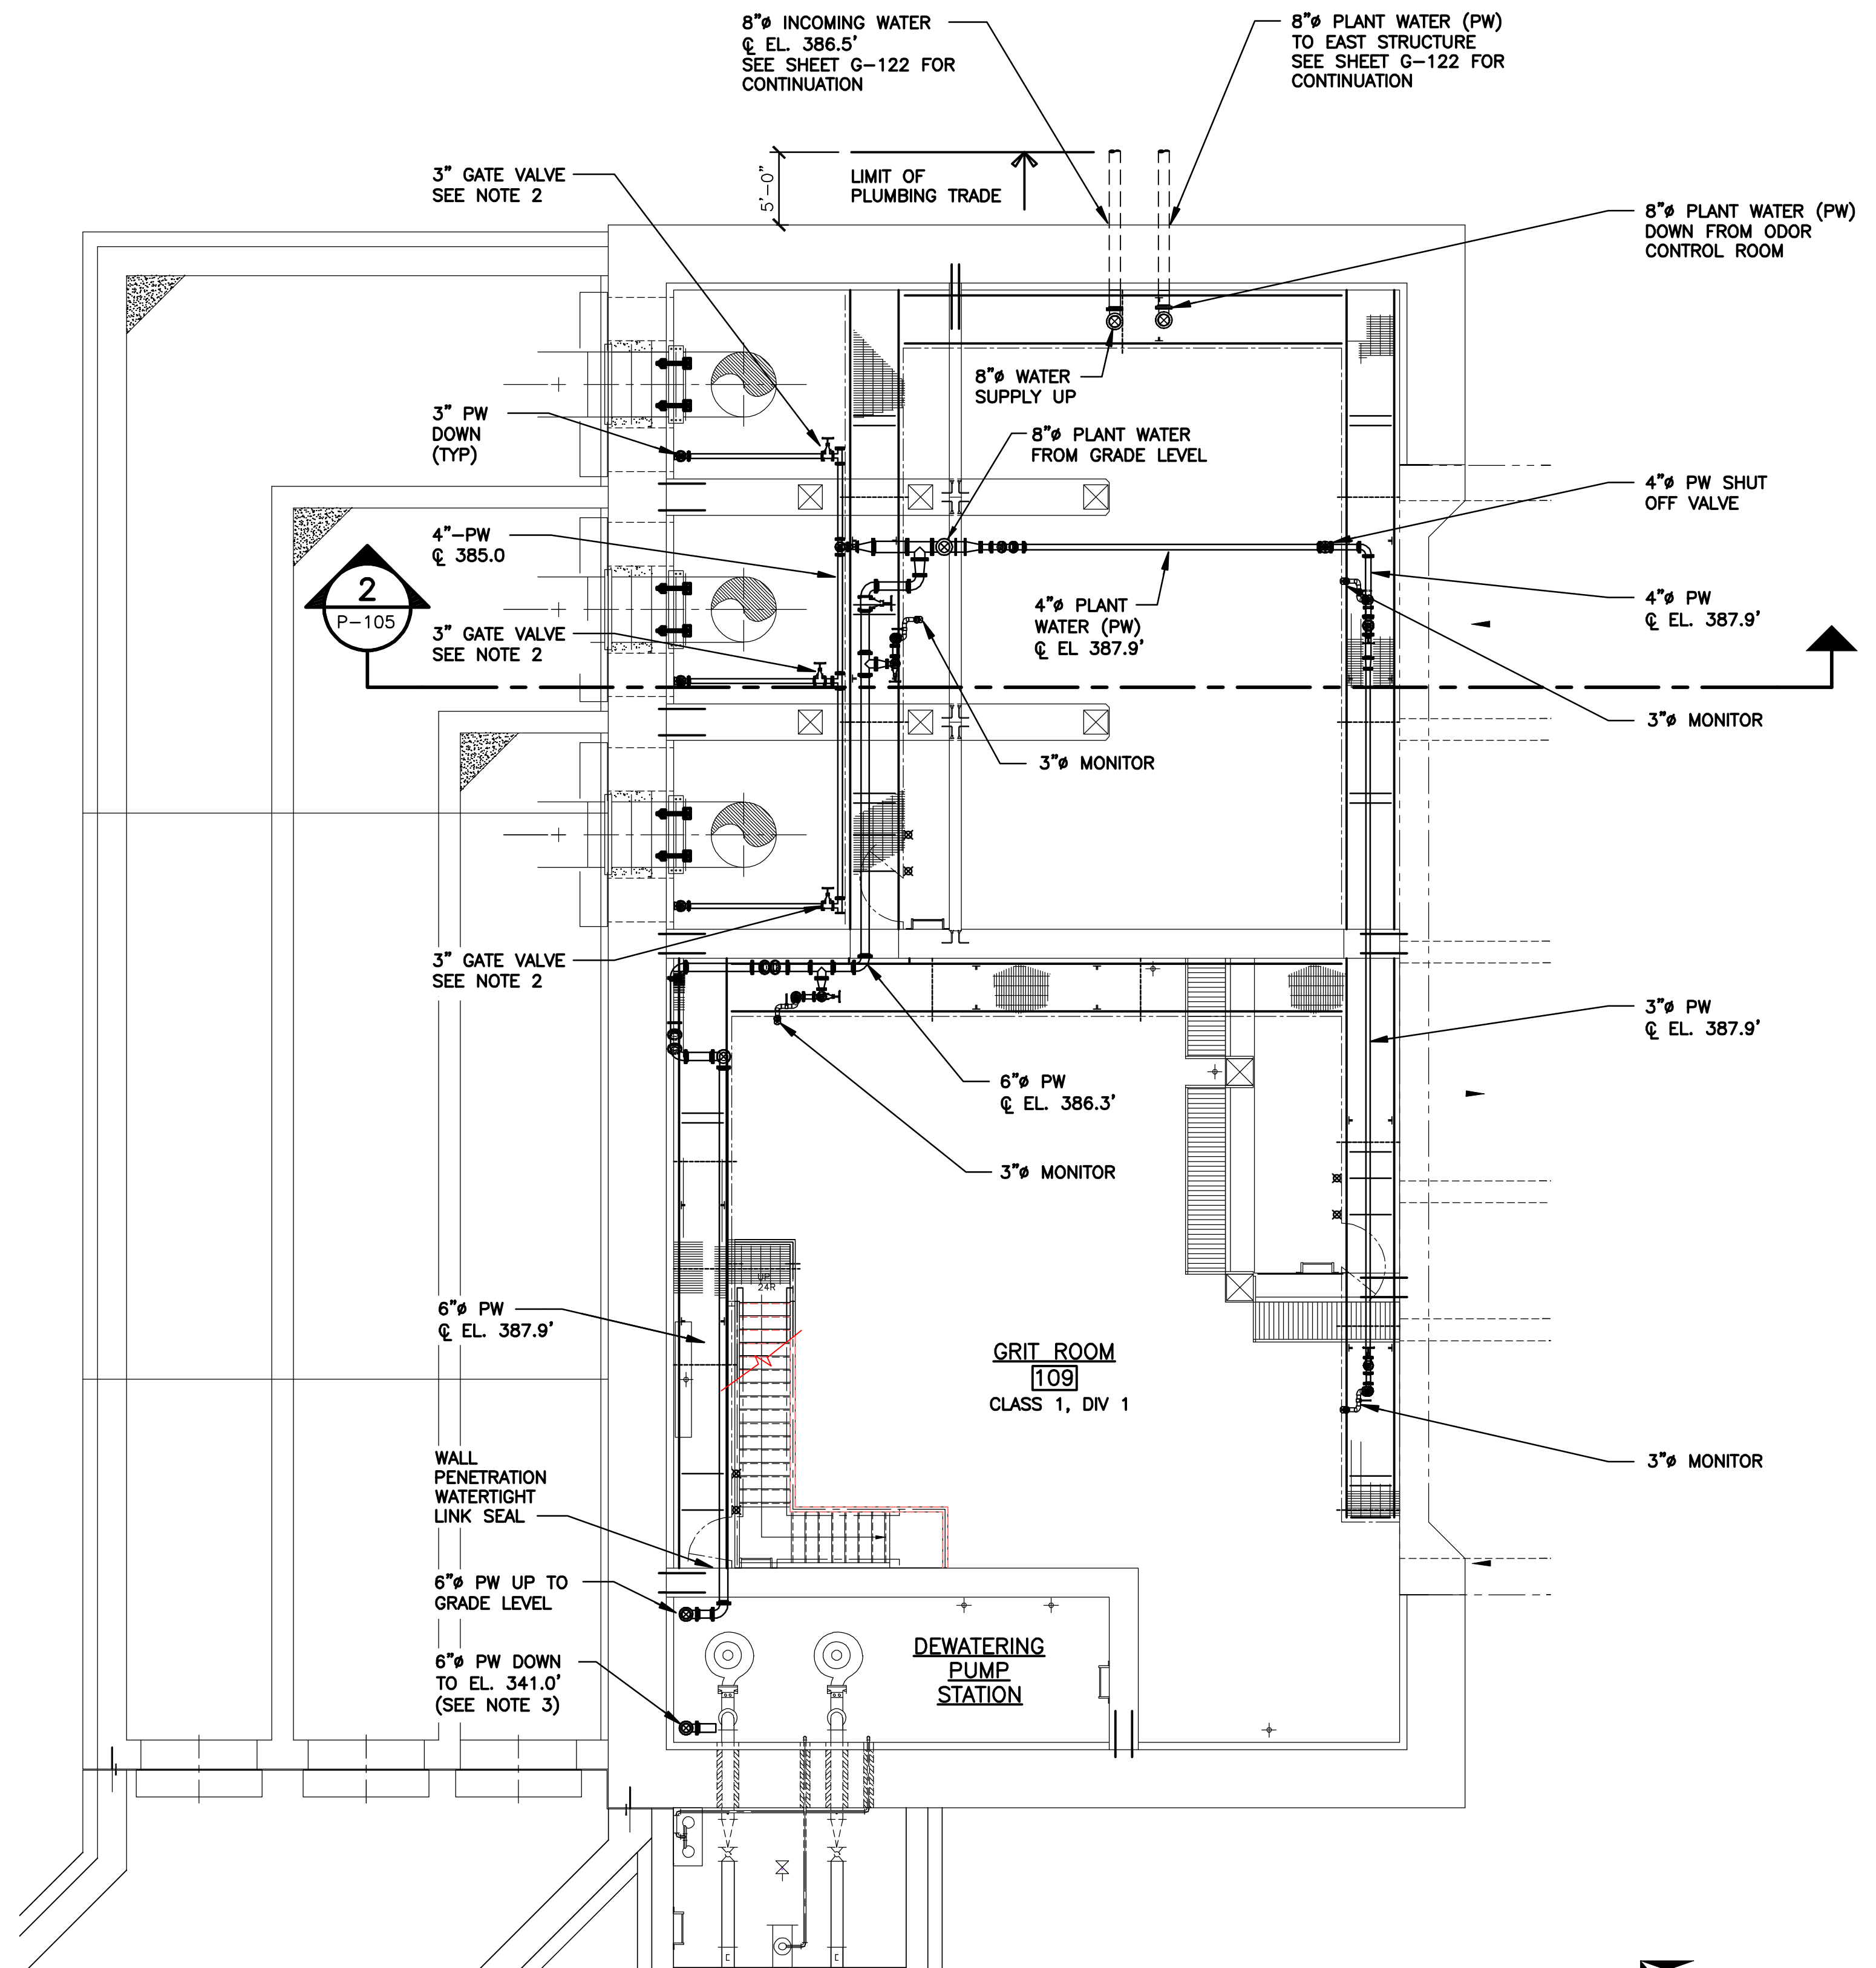 8"ø INCOMING WATER
℄ EL. 386.5'
SEE SHEET G-122 FOR
CONTINUATION
8"ø PLANT WATER (PW)
TO EAST STRUCTURE
SEE SHEET G-122 FOR
CONTINUATION
3" GATE VALVE
SEE NOTE 2
5'-0"
LIMIT OF
PLUMBING TRADE
8"ø PLANT WATER (PW)
DOWN FROM ODOR
CONTROL ROOM
8"ø WATER
SUPPLY UP
3" PW
DOWN
(TYP)
8"ø PLANT WATER
FROM GRADE LEVEL
4"ø PW SHUT
OFF VALVE
4"-PW
℄ 385.0
2
P-105
4"ø PLANT
WATER (PW)
℄ EL 387.9'
4"ø PW
℄ EL. 387.9'
3" GATE VALVE
SEE NOTE 2
3"ø MONITOR
3"ø MONITOR
3" GATE VALVE
SEE NOTE 2
3"ø PW
℄ EL. 387.9'
6"ø PW
℄ EL. 386.3'
3"ø MONITOR
UP
24R
6"ø PW
℄ EL. 387.9'
GRIT ROOM
109
CLASS 1, DIV 1
3"ø MONITOR
WALL
PENETRATION
WATERTIGHT
LINK SEAL
6"ø PW UP TO
GRADE LEVEL
DEWATERING
PUMP
STATION
6"ø PW DOWN
TO EL. 341.0'
(SEE NOTE 3)